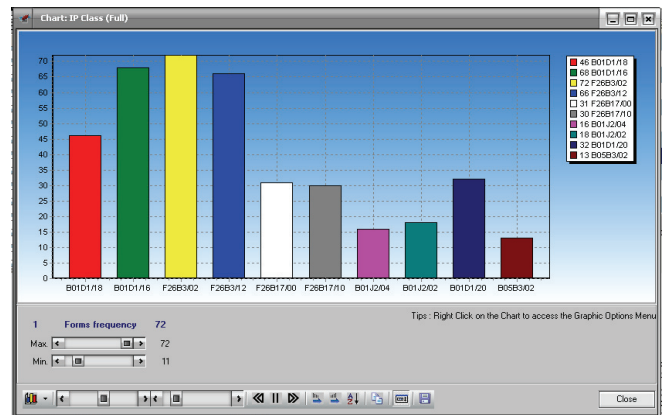 Chart: IP Class (Full)
70
65
60
55
50
45
40
35
30
25
20
15
10
5
0
B01D1/18 B01D1/16 F26B3/02 F26B3/12 F26B17/00 F26B17/10 B01J2/04 B01J2/02 B01D1/20 B05B3/02
46 B01D1/18
68 B01D1/16
72 F26B3/02
66 F26B3/12
31 F26B17/00
30 F26B17/10
16 B01J2/04
18 B01J2/02
32 B01D1/20
13 B05B3/02
Tips : Right Click on the Chart to access the Graphic Options Menu
1 Forms frequency 72
Max. 72
Min. 11
Close